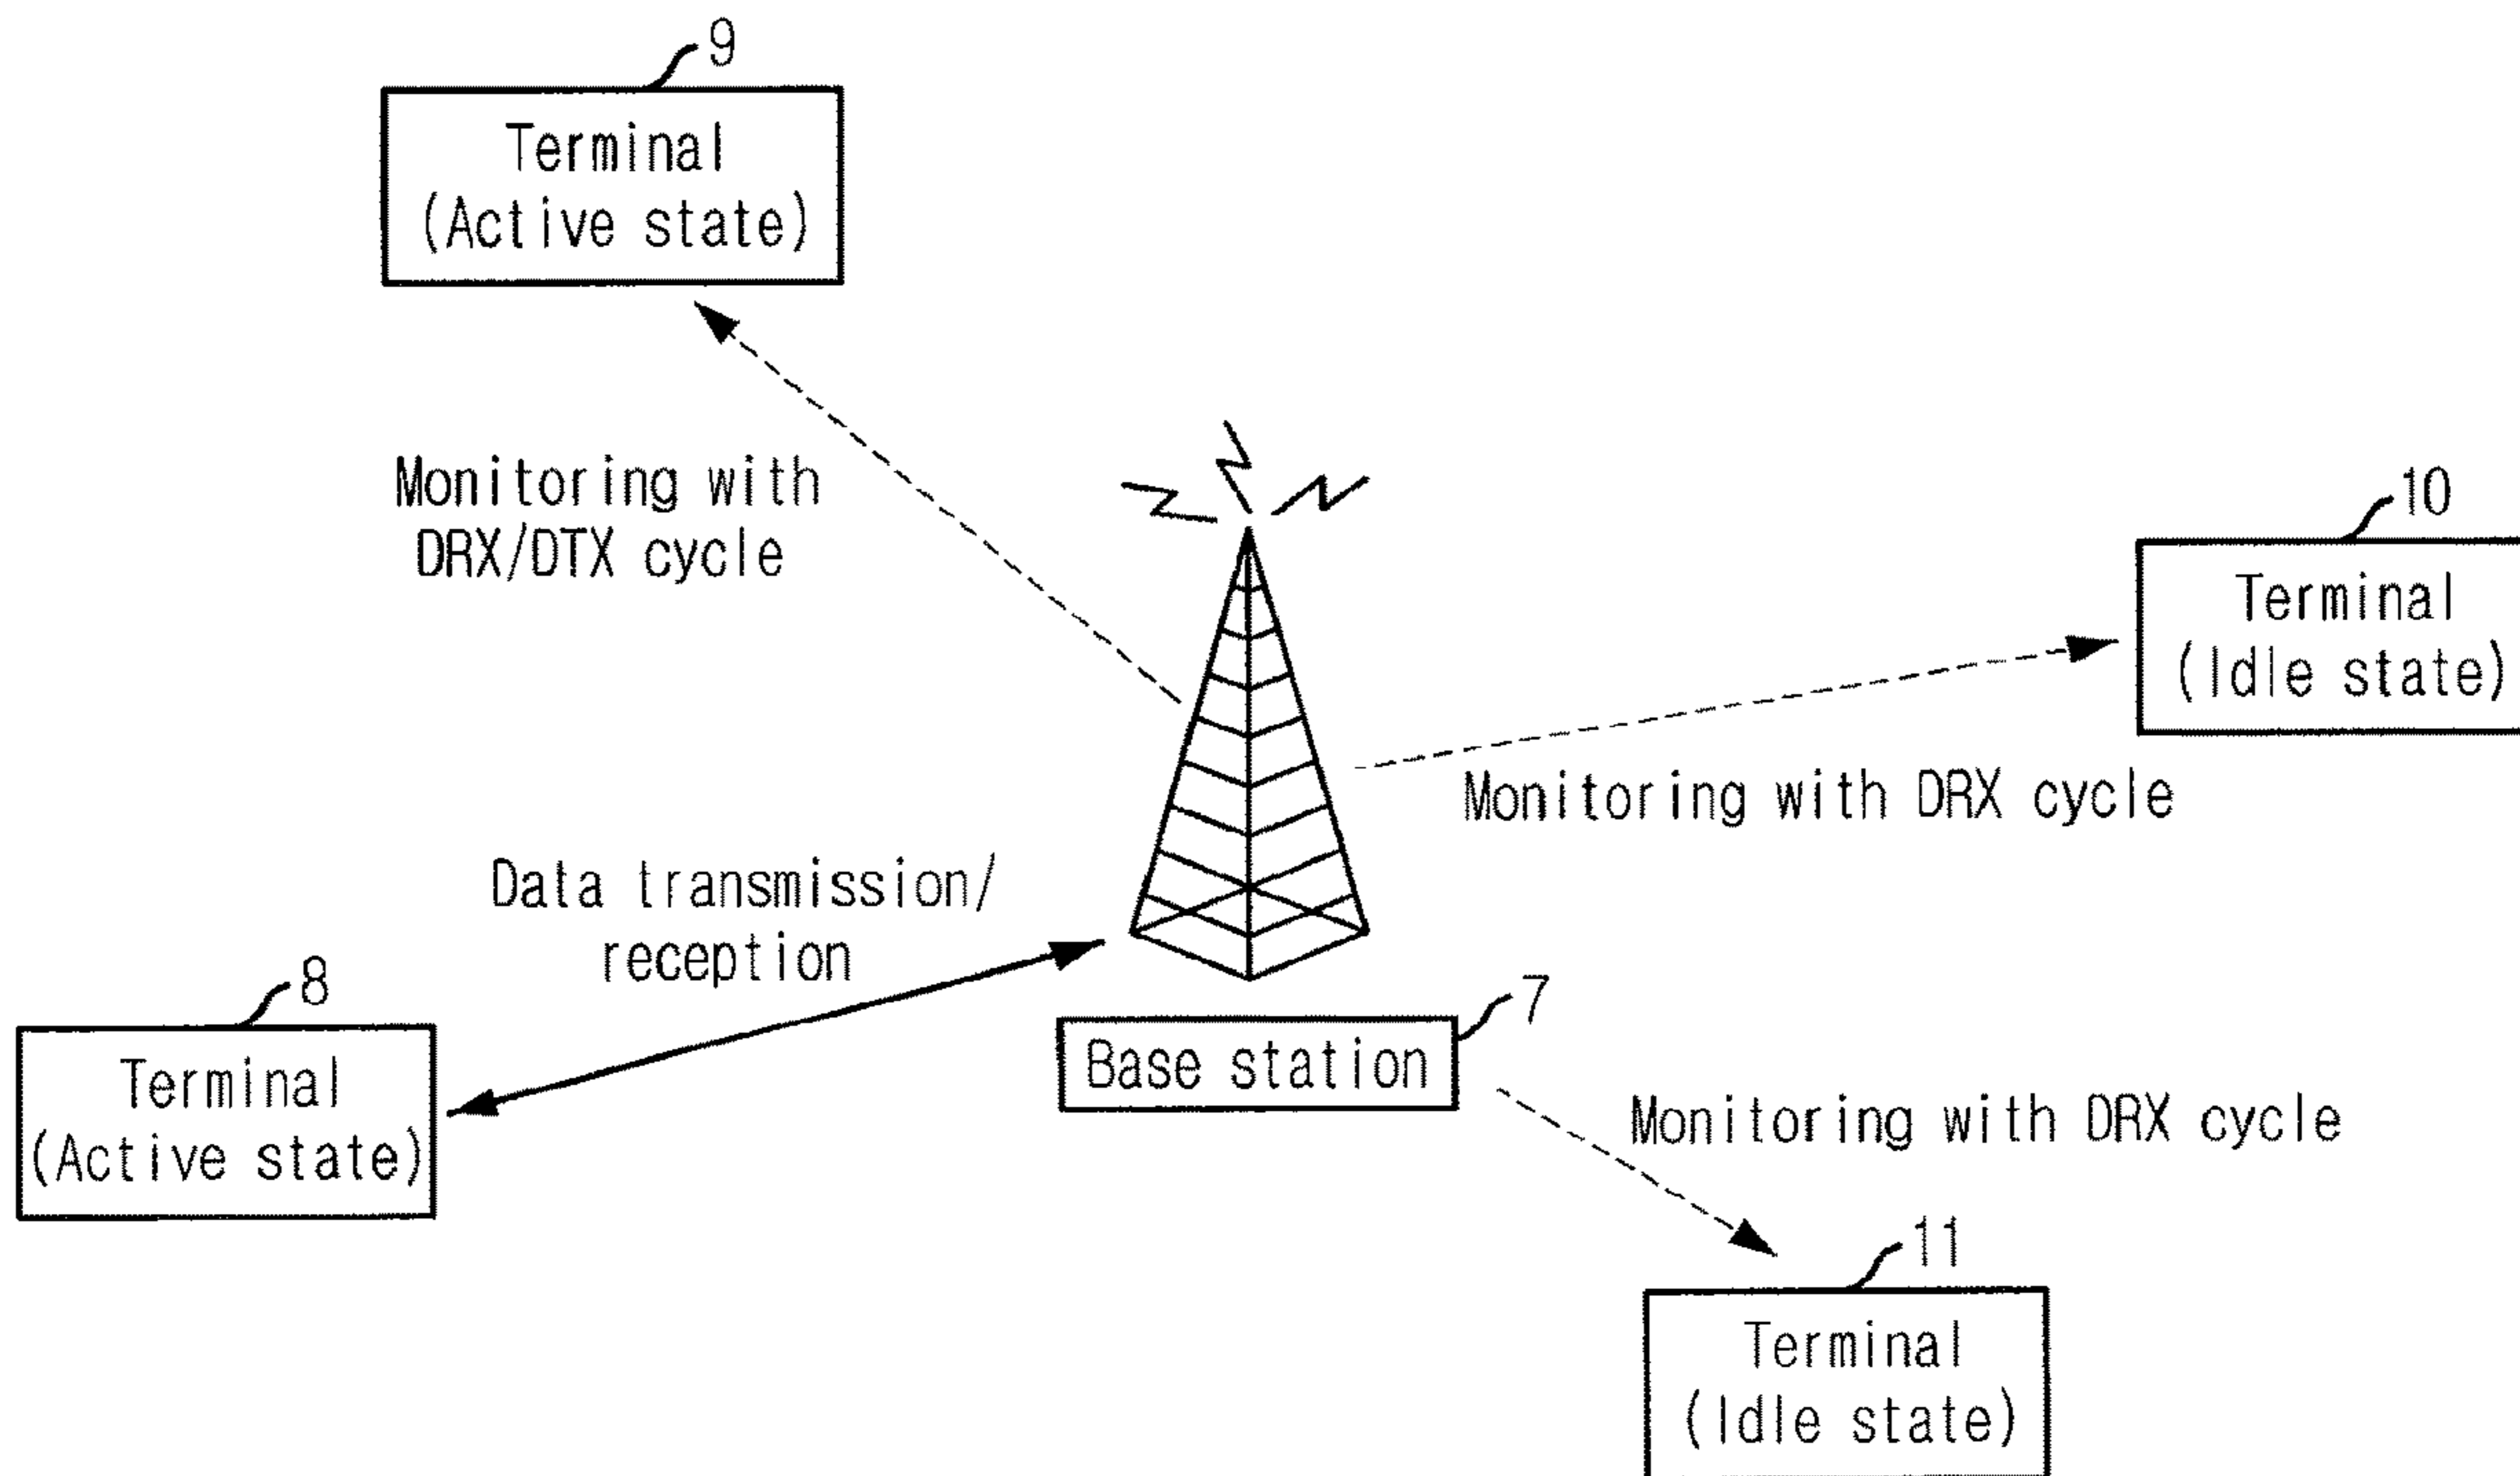 9
Terminal
(Active state)
Monitoring with
DRX/DTX cycle
10
Terminal
(Idle state)
Monitoring with DRX cycle
Data transmission/
reception
8
Terminal
(Active state)
7
Base station
Monitoring with DRX cycle
11
Terminal
(Idle state)